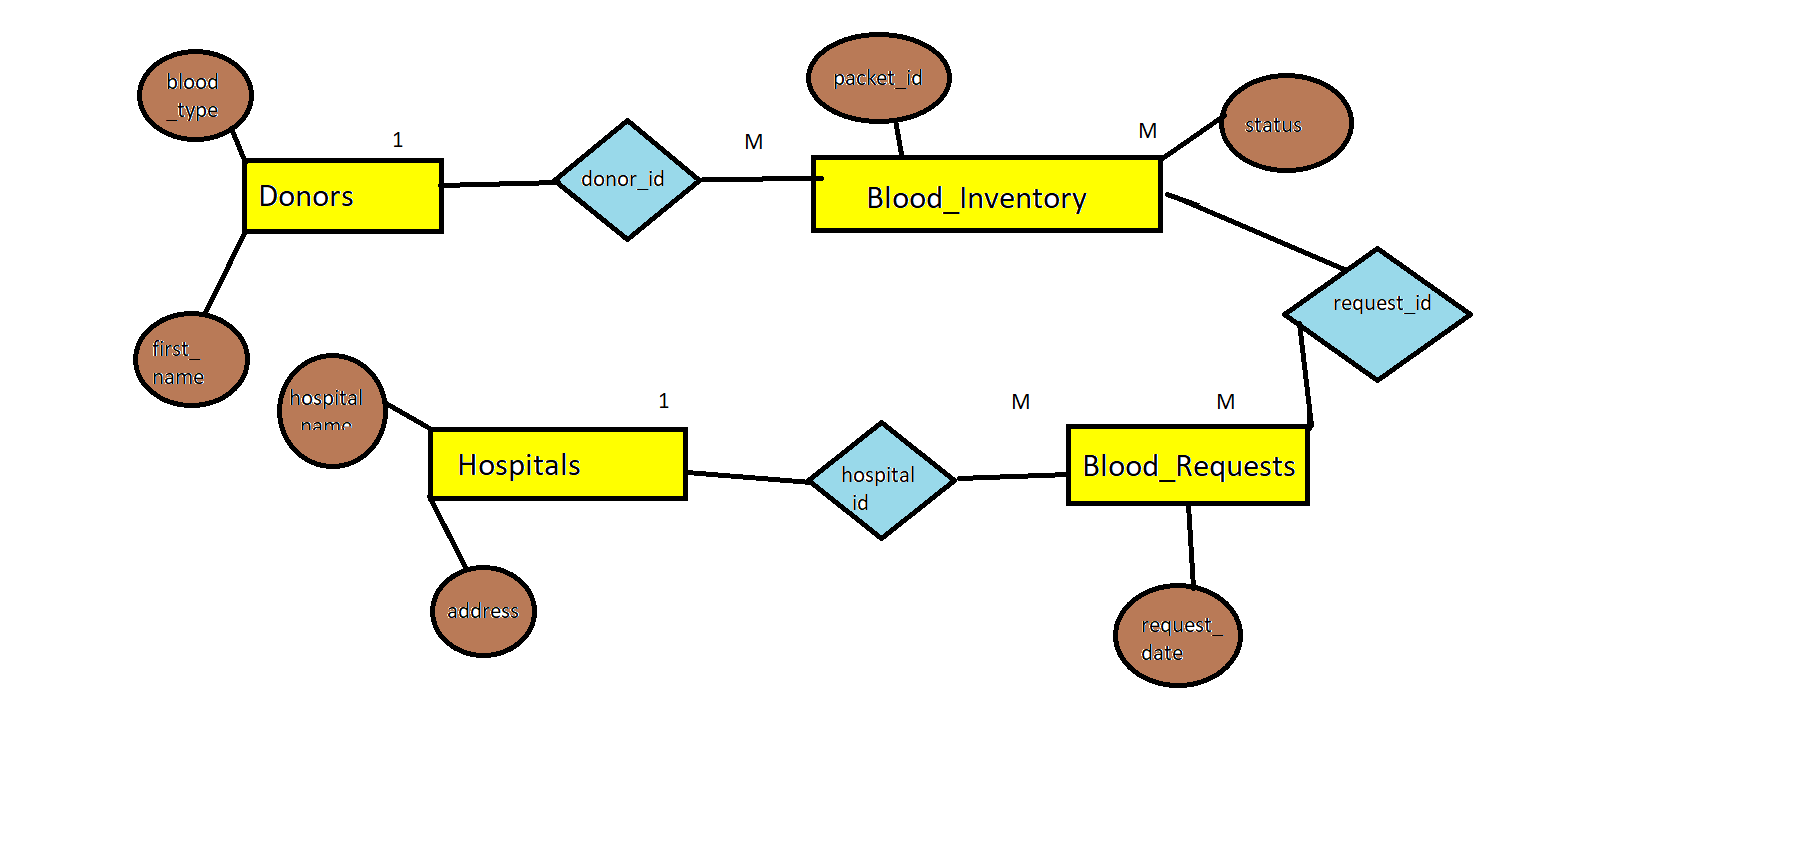 packet_id
blood
_type
status
1
M
M
donor_id
Donors
Blood_Inventory
request_id
first_
name
hospital
name
1
M
M
Hospitals
Blood_Requests
hospital
id
address
request_
date